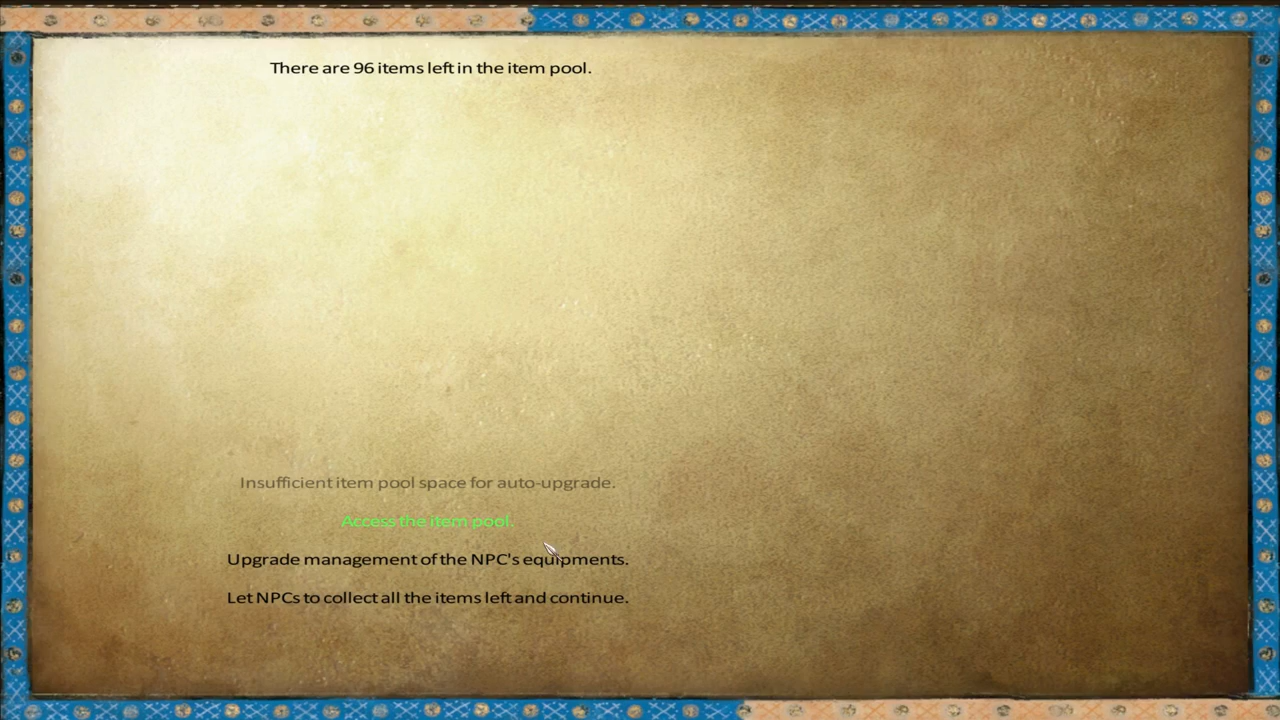 There are 96 items left in the item pool.
Insufficient item pool space for auto-upgrade.
Access the item pool.
Upgrade management of the NPC's equipments.
Let NPCs to collect all the items left and continue.